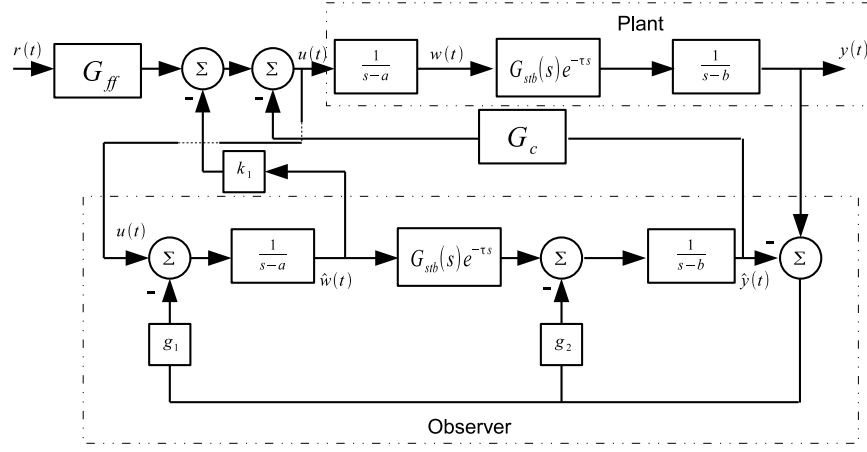 Plant
r(t)
G_ff
Σ
Σ
u(t)
1/(s−a)
w(t)
G_stb(s)e^−τs
1/(s−b)
y(t)
-
-
G_c
k_1
u(t)
Σ
1/(s−a)
ŵ(t)
G_stb(s)e^−τs
Σ
1/(s−b)
ŷ(t)
-
Σ
-
-
g_1
g_2
Observer